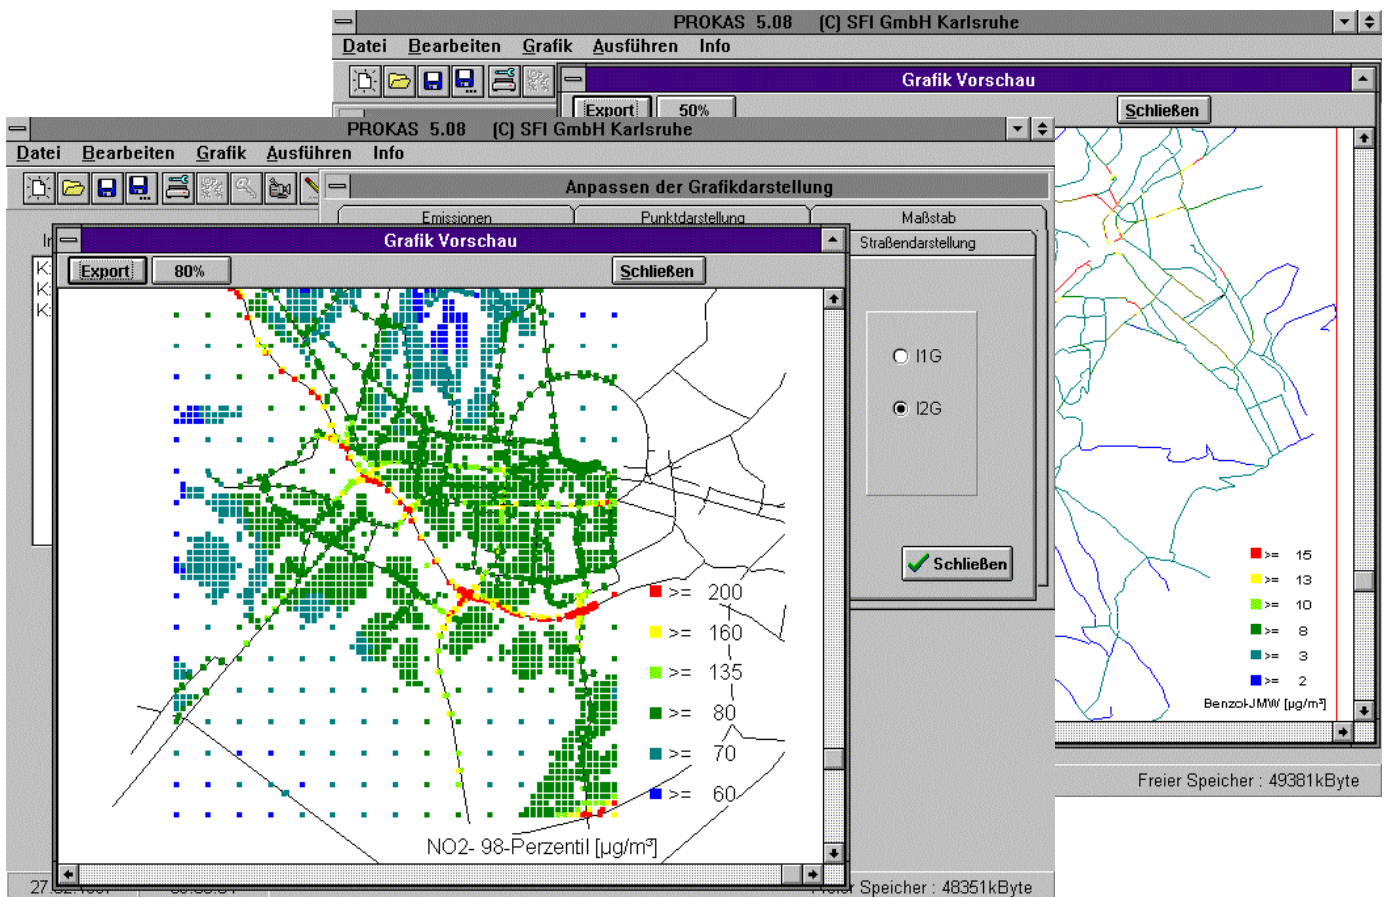 PROKAS 5.08 (C) SFI GmbH Karlsruhe
Datei Bearbeiten Grafik Ausführen Info
Grafik Vorschau
Export 50% Schließen
PROKAS 5.08 (C) SFI GmbH Karlsruhe
Datei Bearbeiten Grafik Ausführen Info
Anpassen der Grafikdarstellung
Emissionen Punktdarstellung Maßstab
Straßendarstellung
Grafik Vorschau
Export 80% Schließen
I1G
I2G
Schließen
>= 200
>= 160
>= 135
>= 80
>= 70
>= 60
NO2- 98-Perzentil [µg/m³]
>= 15
>= 13
>= 10
>= 8
>= 3
>= 2
Benzol-JMW [µg/m³]
Freier Speicher : 49381kByte
Freier Speicher : 48351kByte